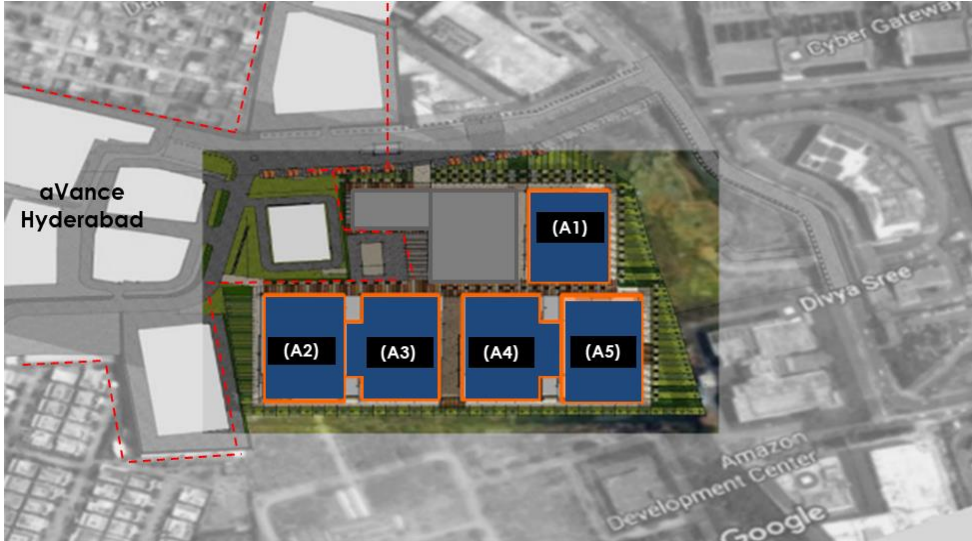 Cyber Gateway
aVance
Hyderabad
(A1)
Divya Sree
(A2)
(A3)
(A4)
(A5)
Amazon
Development Center
Google